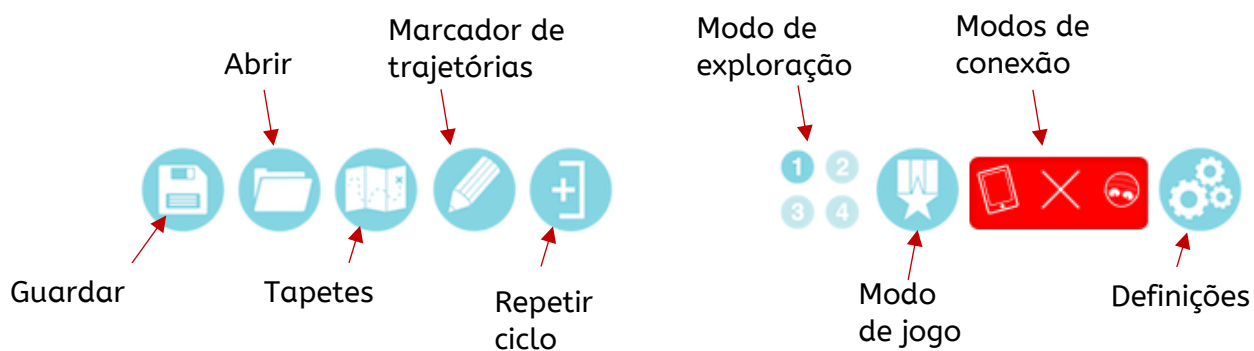 Marcador de
trajetórias
Abrir
Modo de
exploração
Modos de
conexão
1 2
3 4
Guardar
Tapetes
Repetir
ciclo
Modo
de jogo
Definições